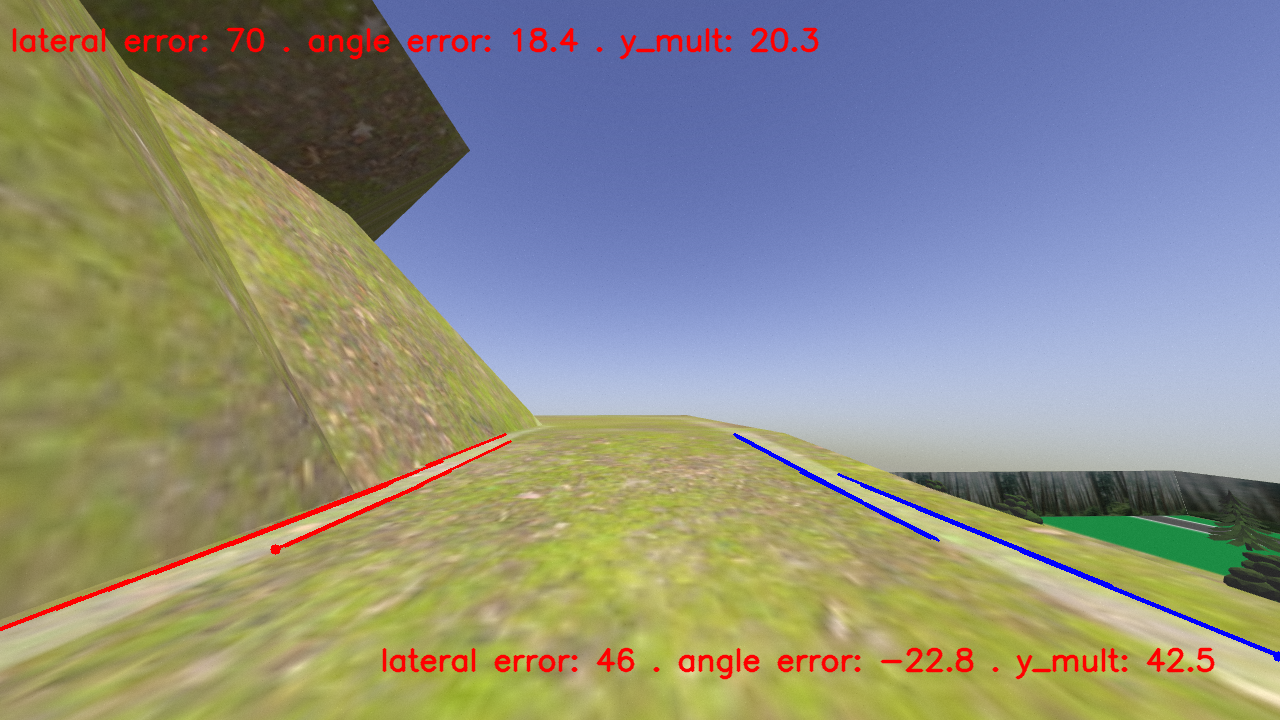 lateral error: 70 . angle error: 18.4 . y_mult: 20.3
lateral error: 46 . angle error: −22.8 . y_mult: 42.5